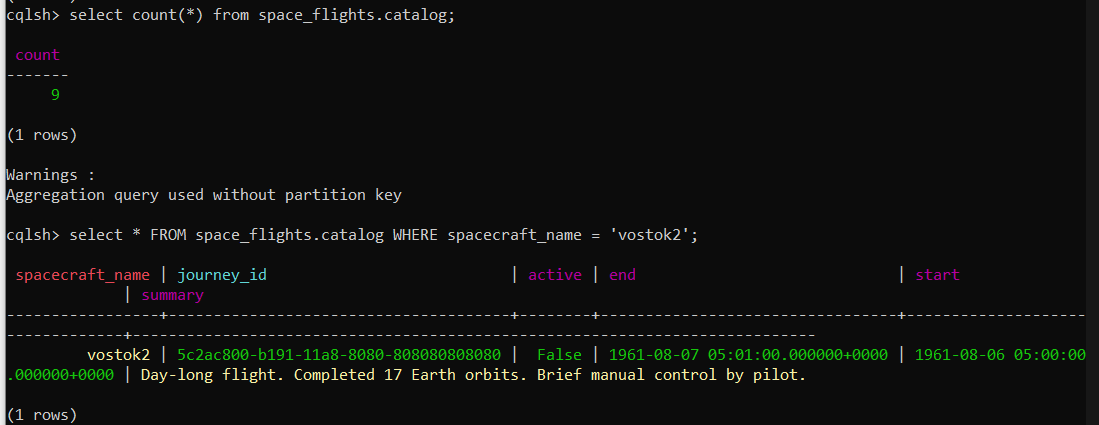 cqlsh> select count(*) from space_flights.catalog;
count
-------
9
(1 rows)
Warnings :
Aggregation query used without partition key
cqlsh> select * FROM space_flights.catalog WHERE spacecraft_name = 'vostok2';
spacecraft_name | journey_id | active | end | start
| summary
-----------------+--------------------------------------+--------+---------------------------------+---------------------
------------+----------------------------------------------------------------------------
vostok2 | 5c2ac800-b191-11a8-8080-808080808080 | False | 1961-08-07 05:01:00.000000+0000 | 1961-08-06 05:00:00
.000000+0000 | Day-long flight. Completed 17 Earth orbits. Brief manual control by pilot.
(1 rows)